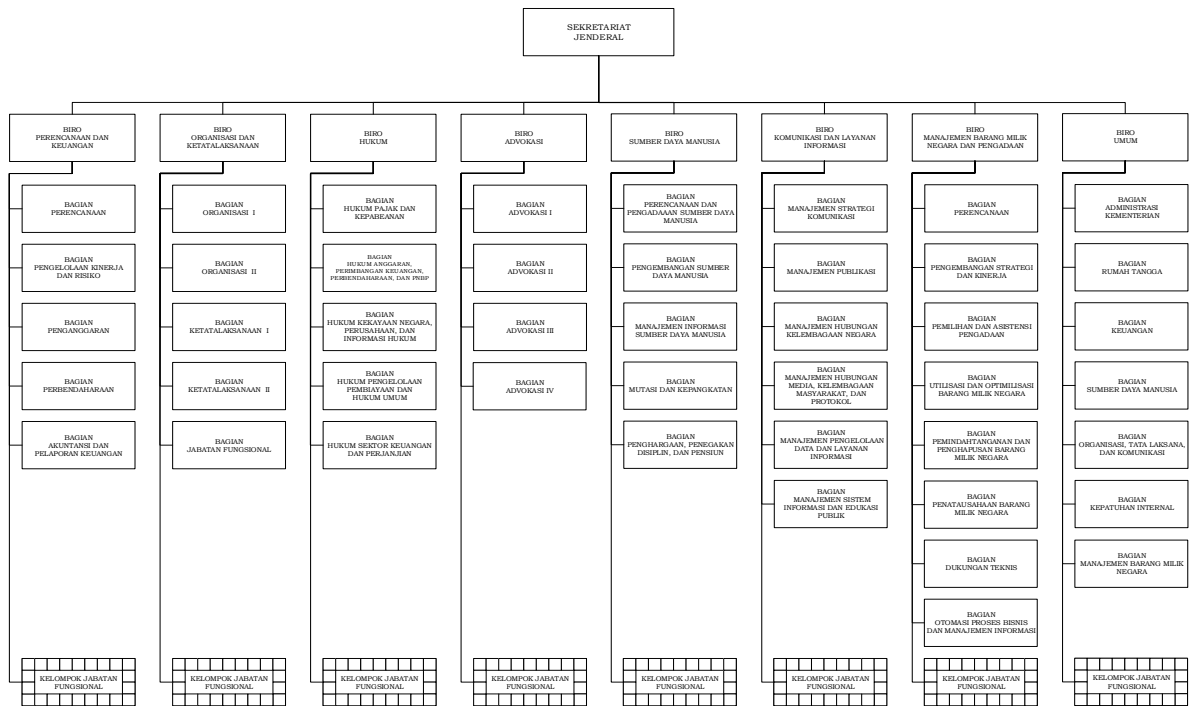 SEKRETARIAT
JENDERAL
BIRO
PERENCANAAN DAN
KEUANGAN
BAGIAN
PERENCANAAN
BAGIAN
PENGELOLAAN KINERJA
DAN RISIKO
BAGIAN
PENGANGGARAN
BAGIAN
PERBENDAHARAAN
BAGIAN
AKUNTANSI DAN
PELAPORAN KEUANGAN
KELOMPOK JABATAN
FUNGSIONAL
BIRO
ORGANISASI DAN
KETATALAKSANAAN
BAGIAN
ORGANISASI I
BAGIAN
ORGANISASI II
BAGIAN
KETATALAKSANAAN I
BAGIAN
KETATALAKSANAAN II
BAGIAN
JABATAN FUNGSIONAL
KELOMPOK JABATAN
FUNGSIONAL
BIRO
HUKUM
BAGIAN
HUKUM PAJAK DAN
KEPABEANAN
BAGIAN
HUKUM ANGGARAN,
PERIMBANGAN KEUANGAN,
PERBENDAHARAAN, DAN PNBP
BAGIAN
HUKUM KEKAYAAN NEGARA,
PERUSAHAAN, DAN
INFORMASI HUKUM
BAGIAN
HUKUM PENGELOLAAN
PEMBIAYAAN DAN
HUKUM UMUM
BAGIAN
HUKUM SEKTOR KEUANGAN
DAN PERJANJIAN
KELOMPOK JABATAN
FUNGSIONAL
BIRO
ADVOKASI
BAGIAN
ADVOKASI I
BAGIAN
ADVOKASI II
BAGIAN
ADVOKASI III
BAGIAN
ADVOKASI IV
KELOMPOK JABATAN
FUNGSIONAL
BIRO
SUMBER DAYA MANUSIA
BAGIAN
PERENCANAAN DAN
PENGADAAAN SUMBER DAYA
MANUSIA
BAGIAN
PENGEMBANGAN SUMBER
DAYA MANUSIA
BAGIAN
MANAJEMEN INFORMASI
SUMBER DAYA MANUSIA
BAGIAN
MUTASI DAN KEPANGKATAN
BAGIAN
PENGHARGAAN, PENEGAKAN
DISIPLIN, DAN PENSIUN
KELOMPOK JABATAN
FUNGSIONAL
BIRO
KOMUNIKASI DAN LAYANAN
INFORMASI
BAGIAN
MANAJEMEN STRATEGI
KOMUNIKASI
BAGIAN
MANAJEMEN PUBLIKASI
BAGIAN
MANAJEMEN HUBUNGAN
KELEMBAGAAN NEGARA
BAGIAN
MANAJEMEN HUBUNGAN
MEDIA, KELEMBAGAAN
MASYARAKAT, DAN
PROTOKOL
BAGIAN
MANAJEMEN PENGELOLAAN
DATA DAN LAYANAN
INFORMASI
BAGIAN
MANAJEMEN SISTEM
INFORMASI DAN EDUKASI
PUBLIK
KELOMPOK JABATAN
FUNGSIONAL
BIRO
MANAJEMEN BARANG MILIK
NEGARA DAN PENGADAAN
BAGIAN
PERENCANAAN
BAGIAN
PENGEMBANGAN STRATEGI
DAN KINERJA
BAGIAN
PEMILIHAN DAN ASISTENSI
PENGADAAN
BAGIAN
UTILISASI DAN OPTIMILISASI
BARANG MILIK NEGARA
BAGIAN
PEMINDAHTANGANAN DAN
PENGHAPUSAN BARANG
MILIK NEGARA
BAGIAN
PENATAUSAHAAN BARANG
MILIK NEGARA
BAGIAN
DUKUNGAN TEKNIS
BAGIAN
OTOMASI PROSES BISNIS
DAN MANAJEMEN INFORMASI
KELOMPOK JABATAN
FUNGSIONAL
BIRO
UMUM
BAGIAN
ADMINISTRASI
KEMENTERIAN
BAGIAN
RUMAH TANGGA
BAGIAN
KEUANGAN
BAGIAN
SUMBER DAYA MANUSIA
BAGIAN
ORGANISASI, TATA LAKSANA,
DAN KOMUNIKASI
BAGIAN
KEPATUHAN INTERNAL
BAGIAN
MANAJEMEN BARANG MILIK
NEGARA
KELOMPOK JABATAN
FUNGSIONAL